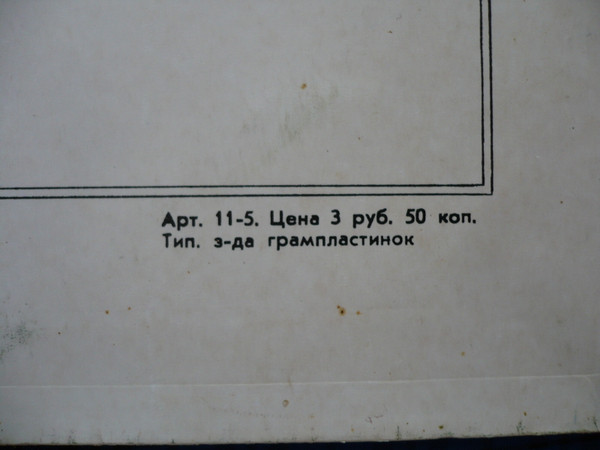 Арт. 11-5. Цена 3 руб. 50 коп.
Тип. з-да грампластинок